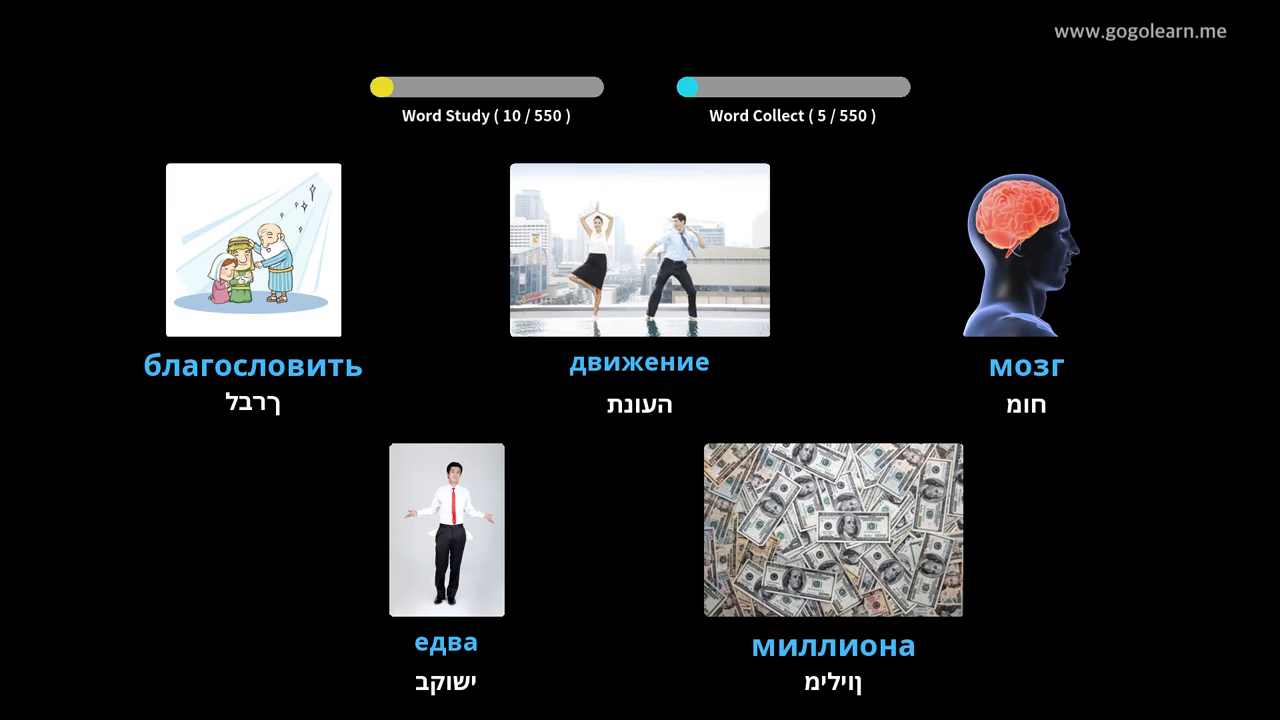 www.gogolearn.me
Word Study ( 10 / 550 )
Word Collect ( 5 / 550 )
благословить
ךרבל
движение
העונת
мозг
חומ
едва
ישוקב
миллиона
ןוילימ